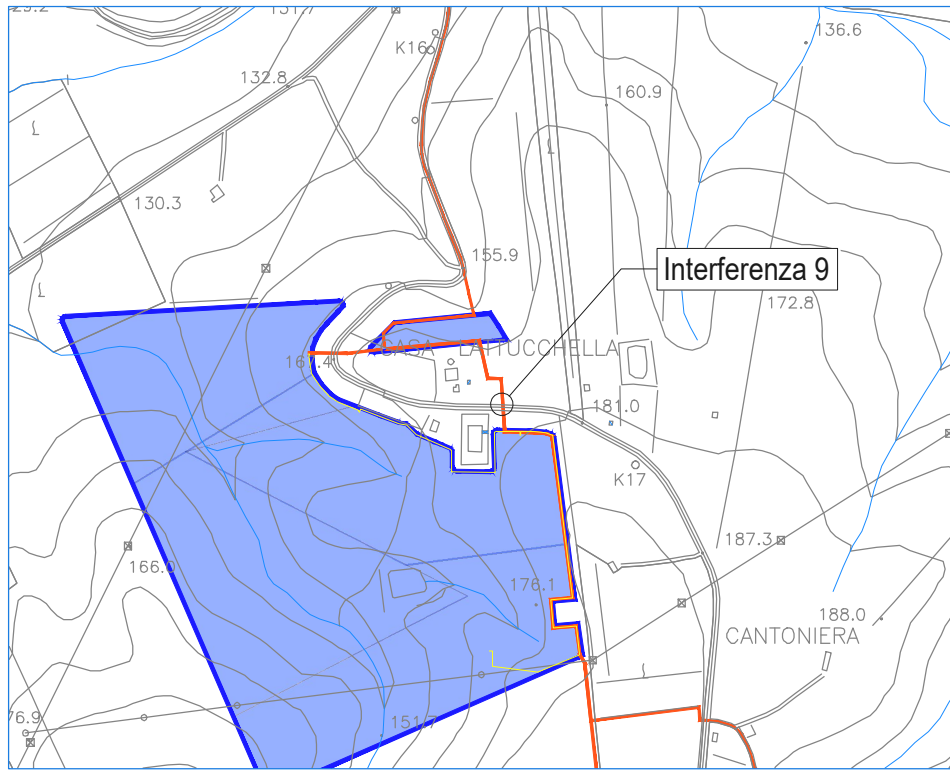 K16
136.6
132.8
160.9
130.3
155.9
Interferenza 9
172.8
CASA LATTUCCHELLA
181.0
K17
187.3
166.0
176.1
188.0
CANTONIERA
151.7